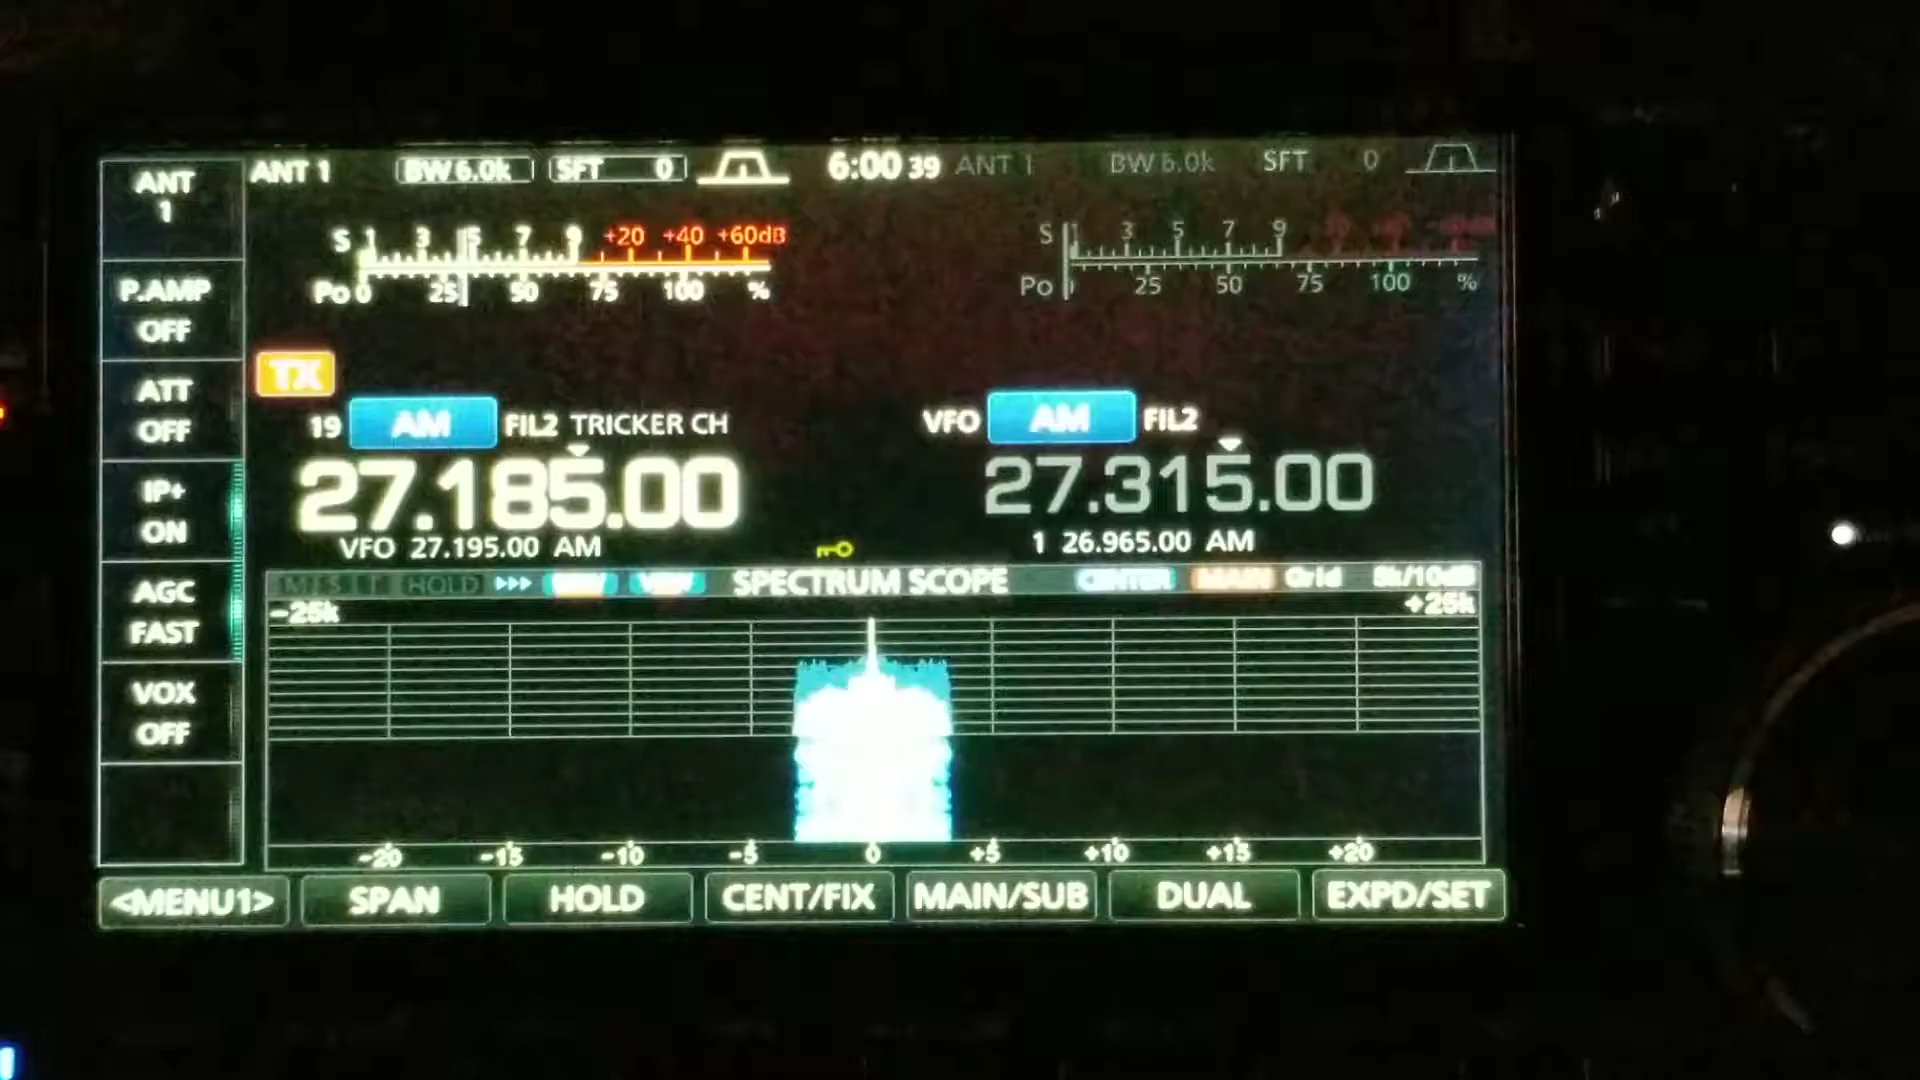 ANT 1 ANT 1 BW 6.0k SFT 0 6:00 39 ANT 1 BW 6.0k SFT 0
S 1 3 5 7 9 +20 +40 +60dB S 1 3 5 7 9
Po 0 25 50 75 100 % Po 25 50 75 100 %
P.AMP
OFF
TX
ATT
OFF
19 AM FIL2 TRICKER CH VFO AM FIL2
27.185.00 27.315.00
IP+
ON
VFO 27.195.00 AM 1 26.965.00 AM
HOLD SPECTRUM SCOPE CENTER MAIN Grid 5k/10dB
-25k +25k
AGC
FAST
VOX
OFF
-20 -15 -10 -5 0 +5 +10 +15 +20
<MENU1> SPAN HOLD CENT/FIX MAIN/SUB DUAL EXPD/SET